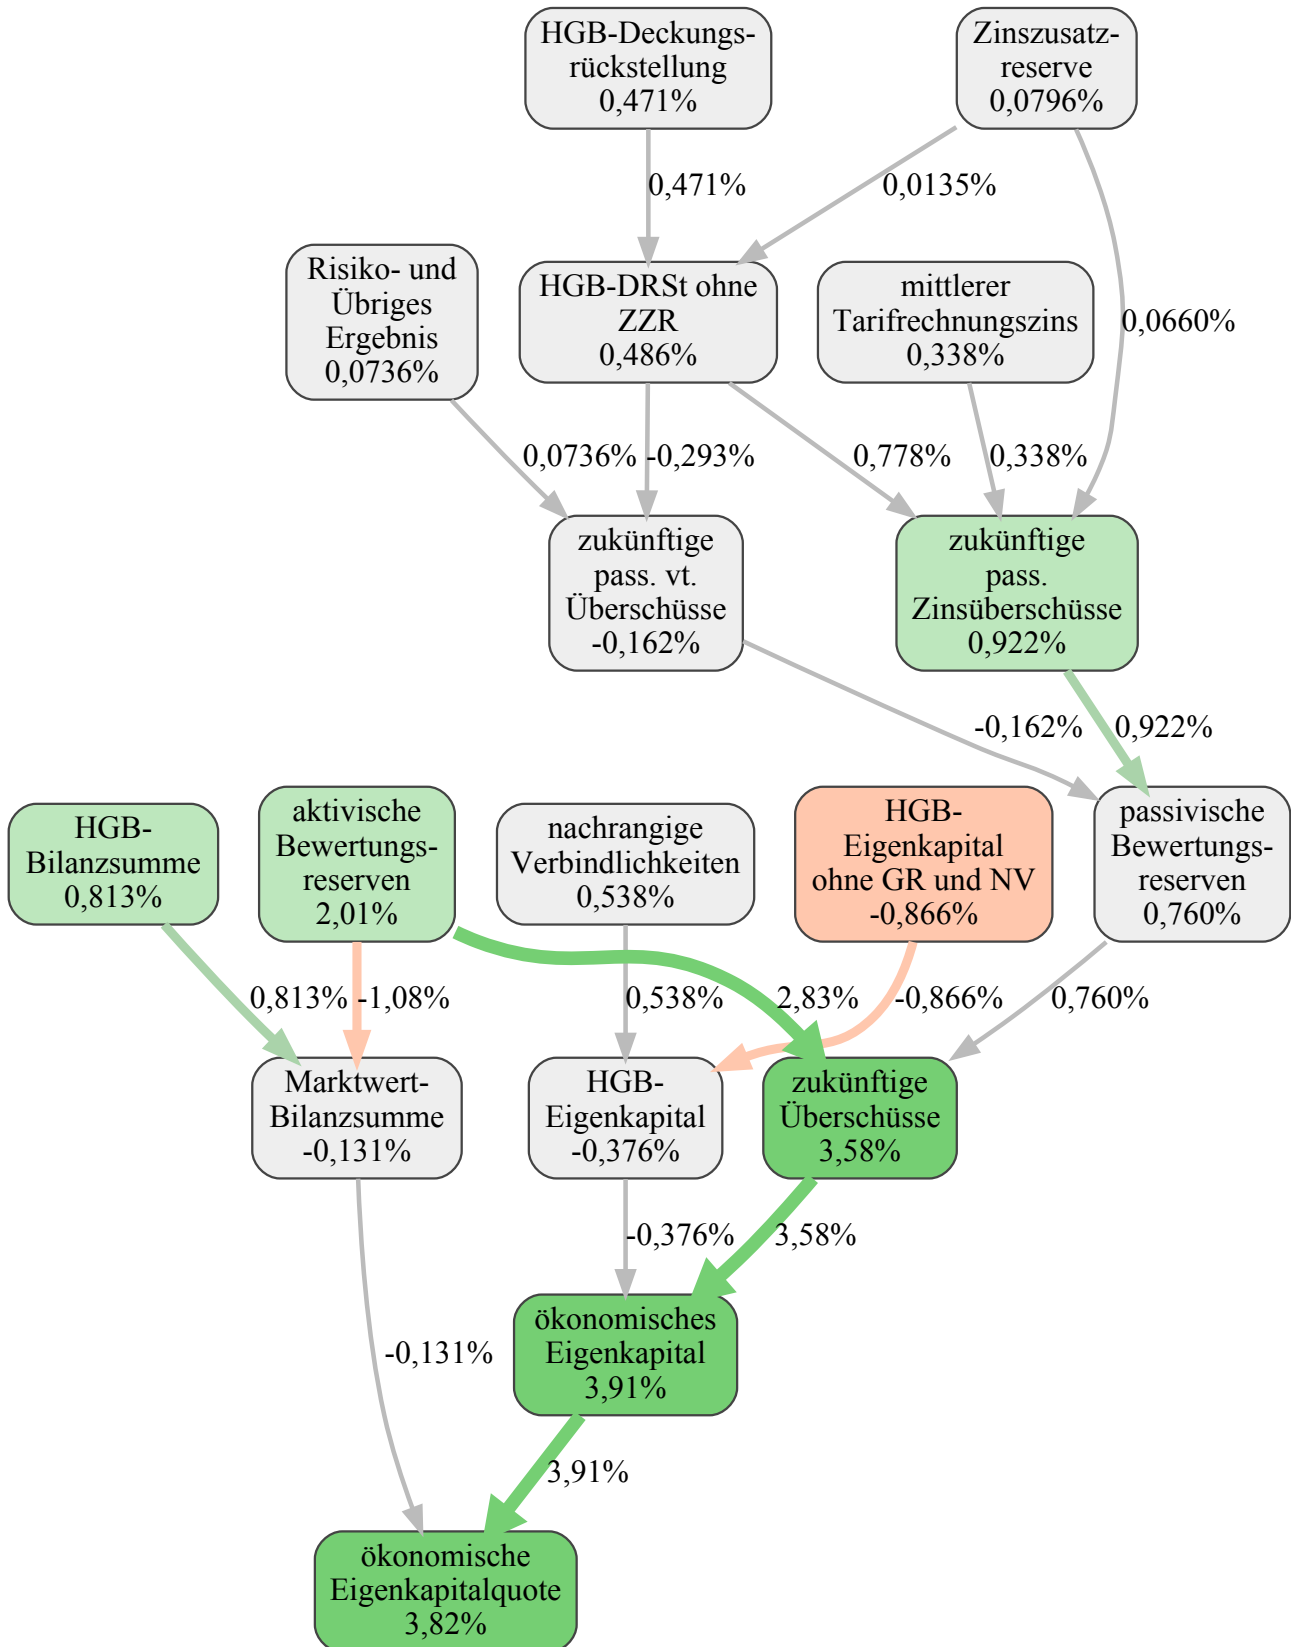 HGB-Deckungs-
rückstellung
0,471%
Zinszusatz-
reserve
0,0796%
0,471%
0,0135%
Risiko- und
Übriges
Ergebnis
0,0736%
HGB-DRSt ohne
ZZR
0,486%
mittlerer
Tarifrechnungszins
0,338%
0,0660%
0,0736%
-0,293%
0,778%
0,338%
zukünftige
pass. vt.
Überschüsse
-0,162%
zukünftige
pass.
Zinsüberschüsse
0,922%
-0,162%
0,922%
HGB-
Bilanzsumme
0,813%
aktivische
Bewertungs-
reserven
2,01%
nachrangige
Verbindlichkeiten
0,538%
HGB-
Eigenkapital
ohne GR und NV
-0,866%
passivische
Bewertungs-
reserven
0,760%
0,813%
-1,08%
0,538%
2,83%
-0,866%
0,760%
Marktwert-
Bilanzsumme
-0,131%
HGB-
Eigenkapital
-0,376%
zukünftige
Überschüsse
3,58%
-0,376%
3,58%
ökonomisches
Eigenkapital
3,91%
-0,131%
3,91%
ökonomische
Eigenkapitalquote
3,82%